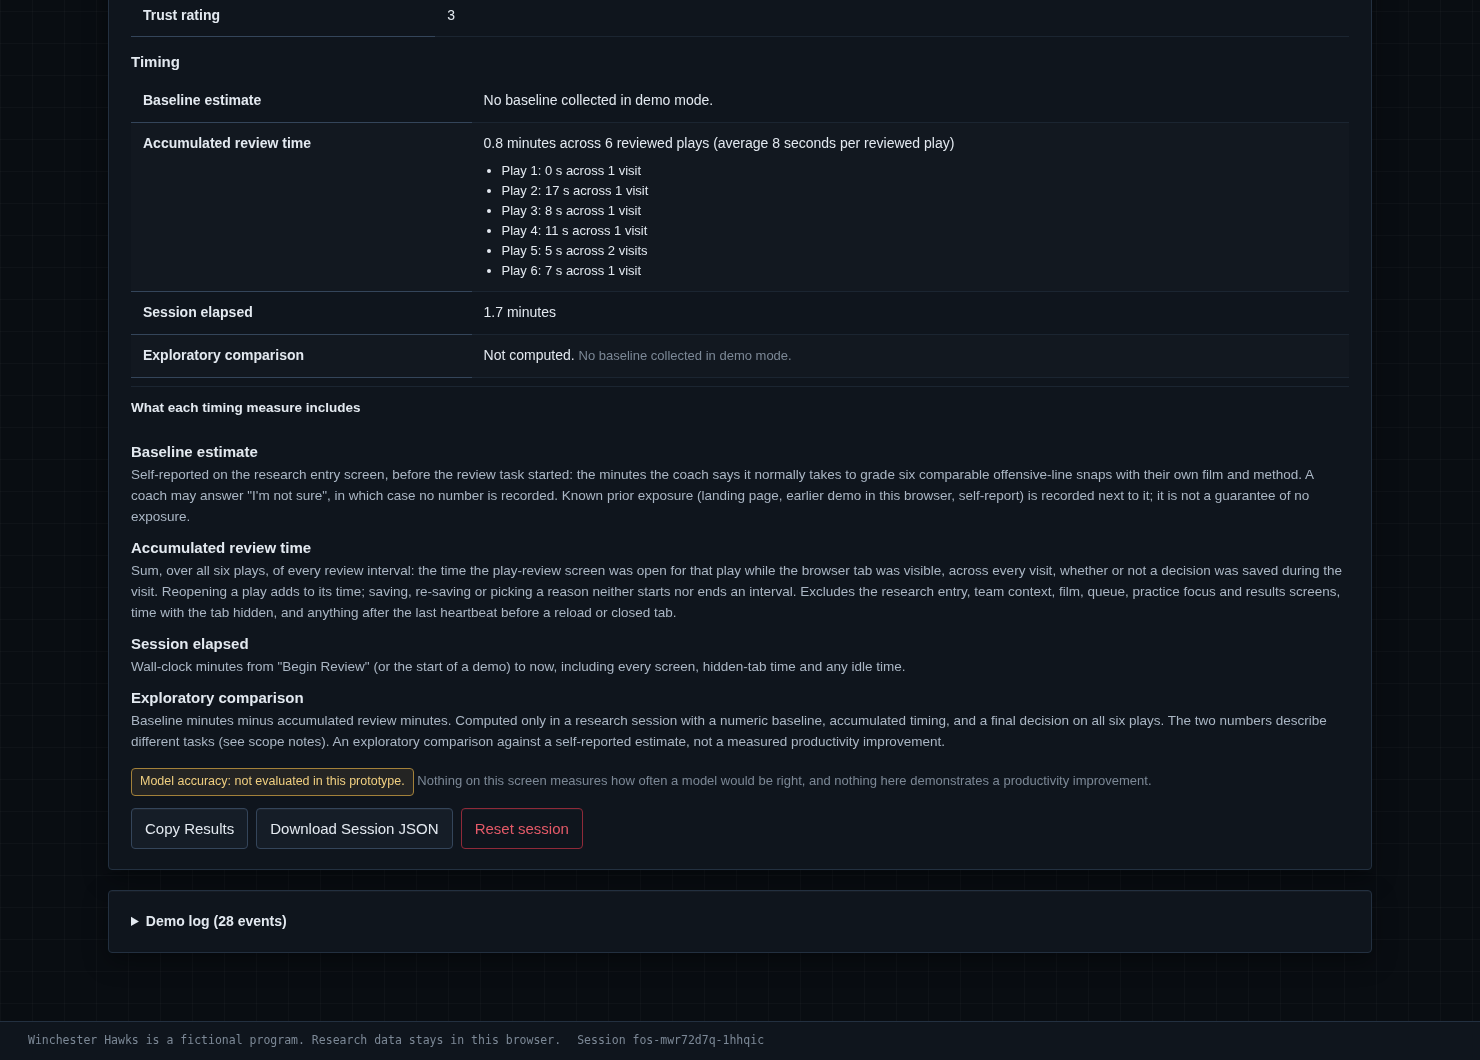 Trust rating 3
Timing
Baseline estimate No baseline collected in demo mode.
Accumulated review time 0.8 minutes across 6 reviewed plays (average 8 seconds per reviewed play)
• Play 1: 0 s across 1 visit
• Play 2: 17 s across 1 visit
• Play 3: 8 s across 1 visit
• Play 4: 11 s across 1 visit
• Play 5: 5 s across 2 visits
• Play 6: 7 s across 1 visit
Session elapsed 1.7 minutes
Exploratory comparison Not computed. No baseline collected in demo mode.
What each timing measure includes
Baseline estimate
Self-reported on the research entry screen, before the review task started: the minutes the coach says it normally takes to grade six comparable offensive-line snaps with their own film and method. A
coach may answer "I'm not sure", in which case no number is recorded. Known prior exposure (landing page, earlier demo in this browser, self-report) is recorded next to it; it is not a guarantee of no
exposure.
Accumulated review time
Sum, over all six plays, of every review interval: the time the play-review screen was open for that play while the browser tab was visible, across every visit, whether or not a decision was saved during the
visit. Reopening a play adds to its time; saving, re-saving or picking a reason neither starts nor ends an interval. Excludes the research entry, team context, film, queue, practice focus and results screens,
time with the tab hidden, and anything after the last heartbeat before a reload or closed tab.
Session elapsed
Wall-clock minutes from "Begin Review" (or the start of a demo) to now, including every screen, hidden-tab time and any idle time.
Exploratory comparison
Baseline minutes minus accumulated review minutes. Computed only in a research session with a numeric baseline, accumulated timing, and a final decision on all six plays. The two numbers describe
different tasks (see scope notes). An exploratory comparison against a self-reported estimate, not a measured productivity improvement.
Model accuracy: not evaluated in this prototype. Nothing on this screen measures how often a model would be right, and nothing here demonstrates a productivity improvement.
Copy Results Download Session JSON Reset session
▶ Demo log (28 events)
Winchester Hawks is a fictional program. Research data stays in this browser. Session fos-mwr72d7q-1hhqic